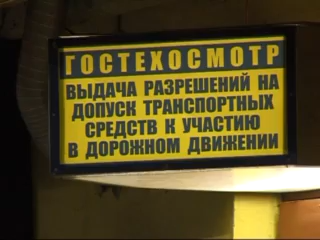 ГОСТЕХОСМОТР
ВЫДАЧА РАЗРЕШЕНИЙ НА
ДОПУСК ТРАНСПОРТНЫХ
СРЕДСТВ К УЧАСТИЮ
В ДОРОЖНОМ ДВИЖЕНИИ